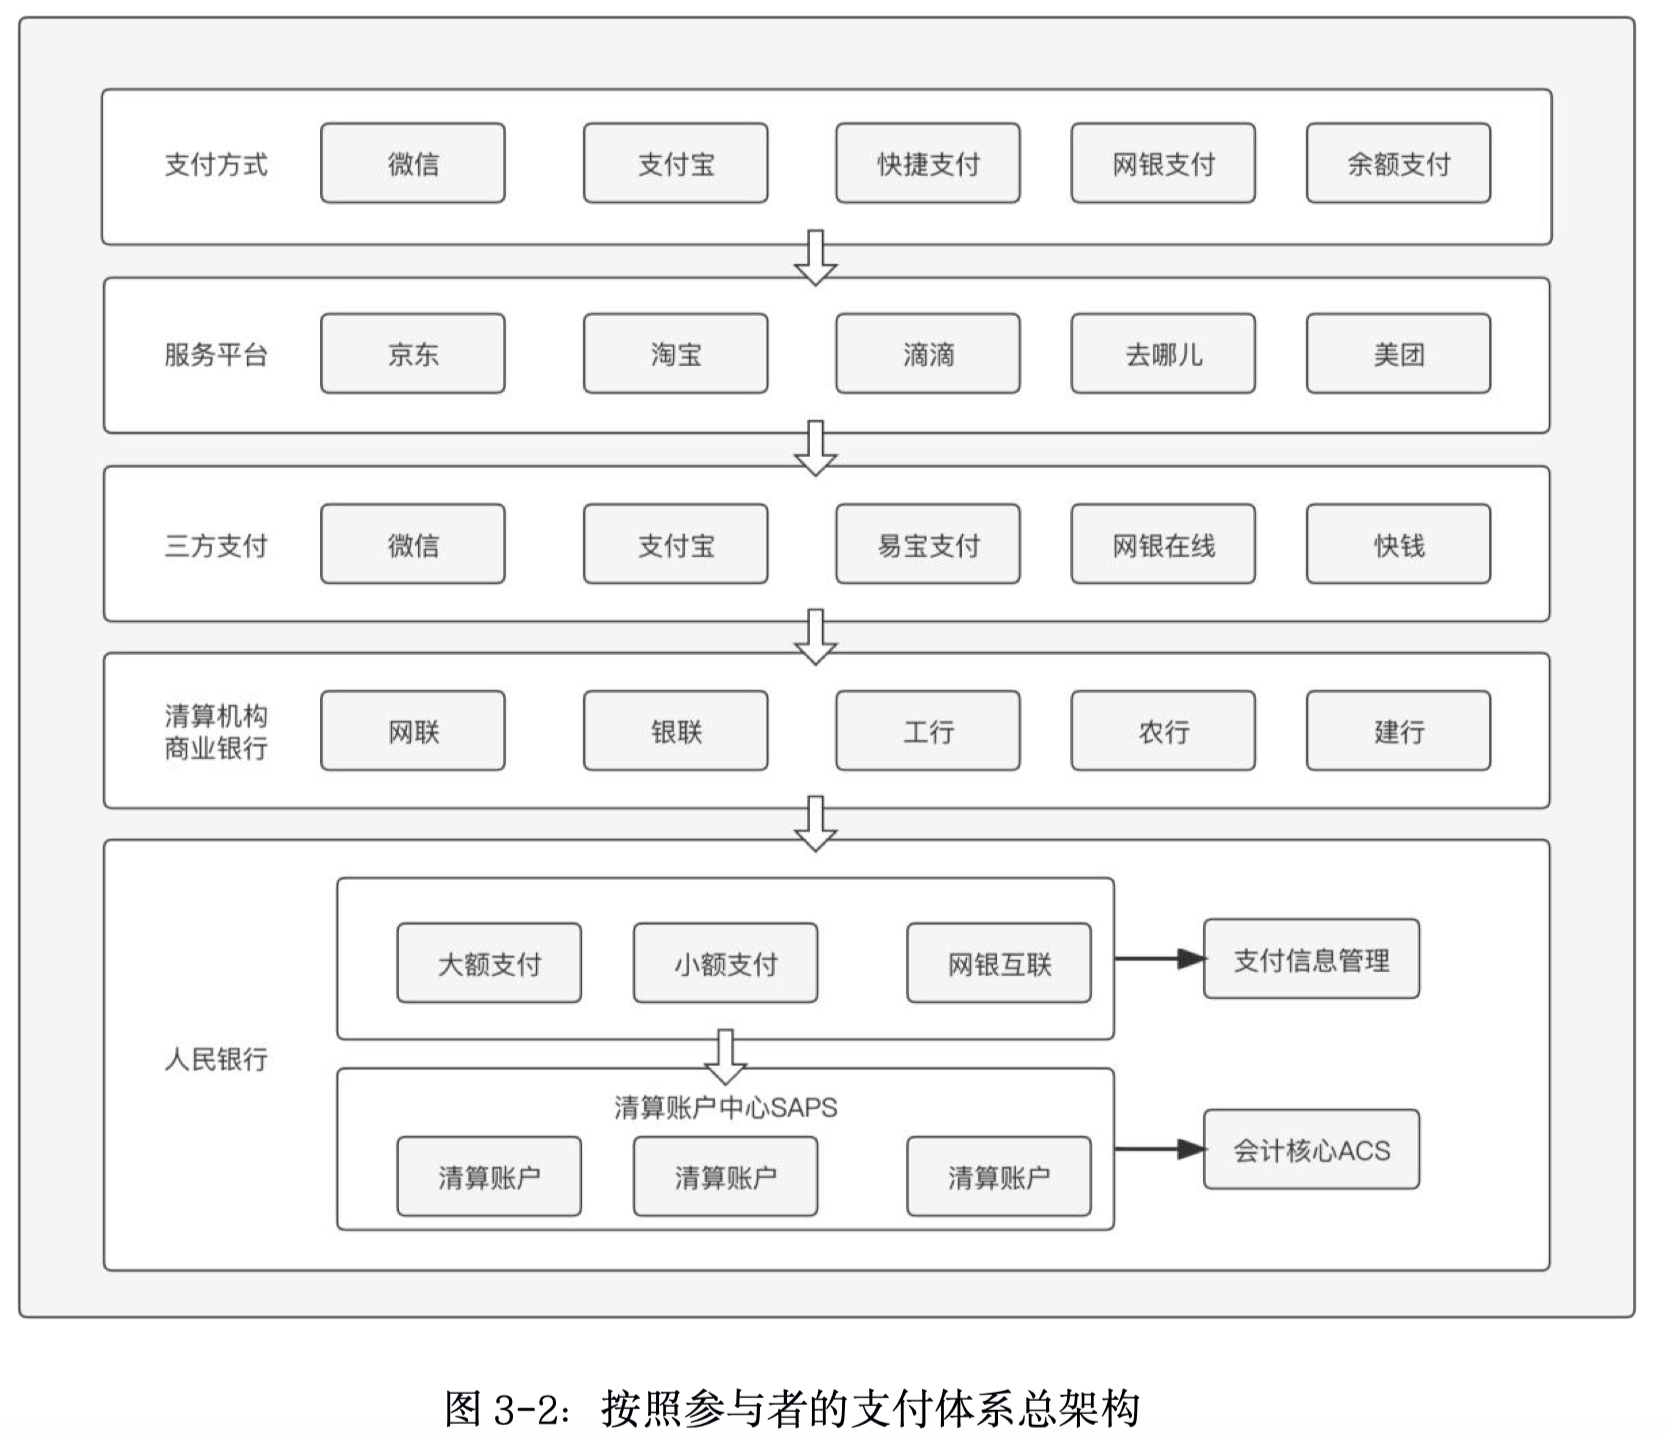 支付方式 微信 支付宝 快捷支付 网银支付 余额支付
服务平台 京东 淘宝 滴滴 去哪儿 美团
三方支付 微信 支付宝 易宝支付 网银在线 快钱
清算机构
商业银行 网联 银联 工行 农行 建行
大额支付 小额支付 网银互联 支付信息管理
人民银行
清算账户中心SAPS
清算账户 清算账户 清算账户 会计核心ACS
图 3-2：按照参与者的支付体系总架构